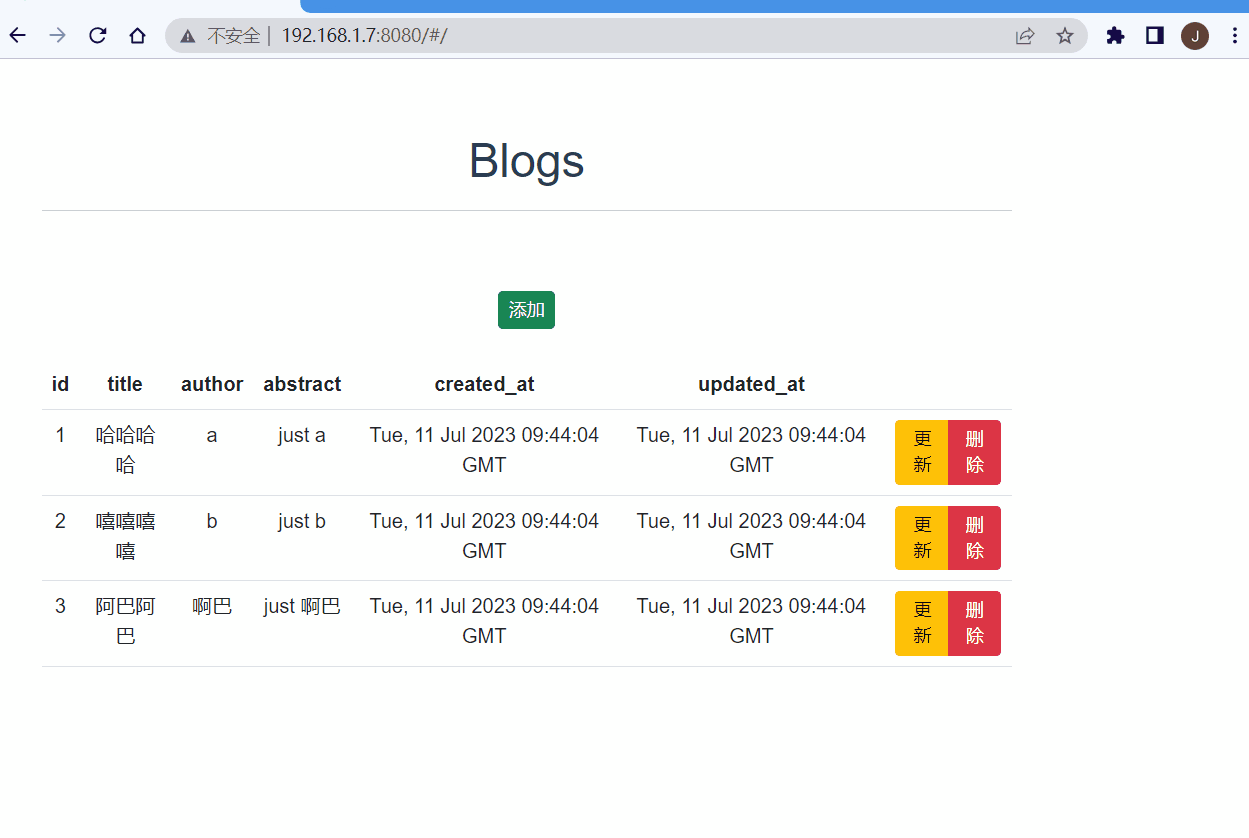 不安全 | 192.168.1.7:8080/#/
J
Blogs
添加
id title author abstract created_at updated_at
1 哈哈哈 a just a Tue, 11 Jul 2023 09:44:04 Tue, 11 Jul 2023 09:44:04 更 删
哈 GMT GMT 新 除
2 嘻嘻嘻 b just b Tue, 11 Jul 2023 09:44:04 Tue, 11 Jul 2023 09:44:04 更 删
嘻 GMT GMT 新 除
3 阿巴阿 啊巴 just 啊巴 Tue, 11 Jul 2023 09:44:04 Tue, 11 Jul 2023 09:44:04 更 删
巴 GMT GMT 新 除